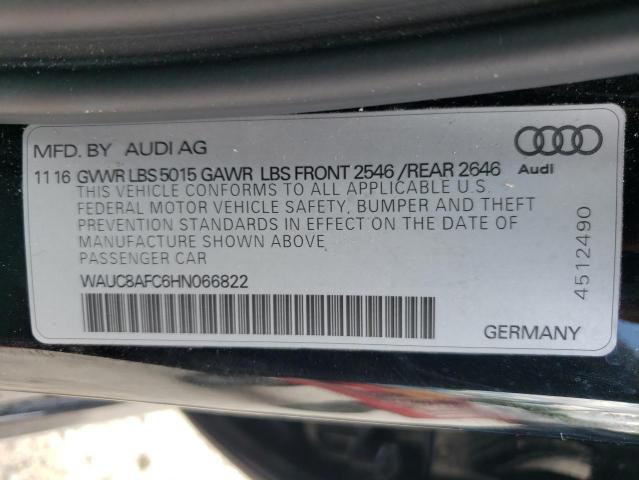 MFD. BY AUDI AG
11 16 GVWR LBS 5015 GAWR LBS FRONT 2546 /REAR 2646
Audi
THIS VEHICLE CONFORMS TO ALL APPLICABLE U.S.
FEDERAL MOTOR VEHICLE SAFETY, BUMPER AND THEFT
PREVENTION STANDARDS IN EFFECT ON THE DATE OF
MANUFACTURE SHOWN ABOVE
PASSENGER CAR
WAUC8AFC6HN066822
4512490
GERMANY